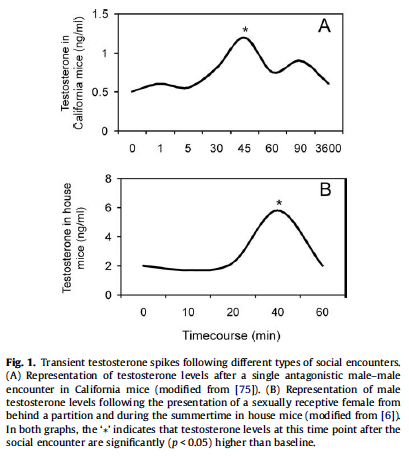 A
Testosterone in
California mice (ng/ml)
1.5
*
1
0.5
0
0 1 5 30 45 60 90 3600
B
Testosterone in house
mice (ng/ml)
8
6
*
4
2
0
0 10 20 40 60
Timecourse (min)
Fig. 1. Transient testosterone spikes following different types of social encounters.
(A) Representation of testosterone levels after a single antagonistic male–male
encounter in California mice (modified from [75]). (B) Representation of male
testosterone levels following the presentation of a sexually receptive female from
behind a partition and during the summertime in house mice (modified from [6]).
In both graphs, the ‘*’ indicates that testosterone levels at this time point after the
social encounter are significantly (p < 0.05) higher than baseline.